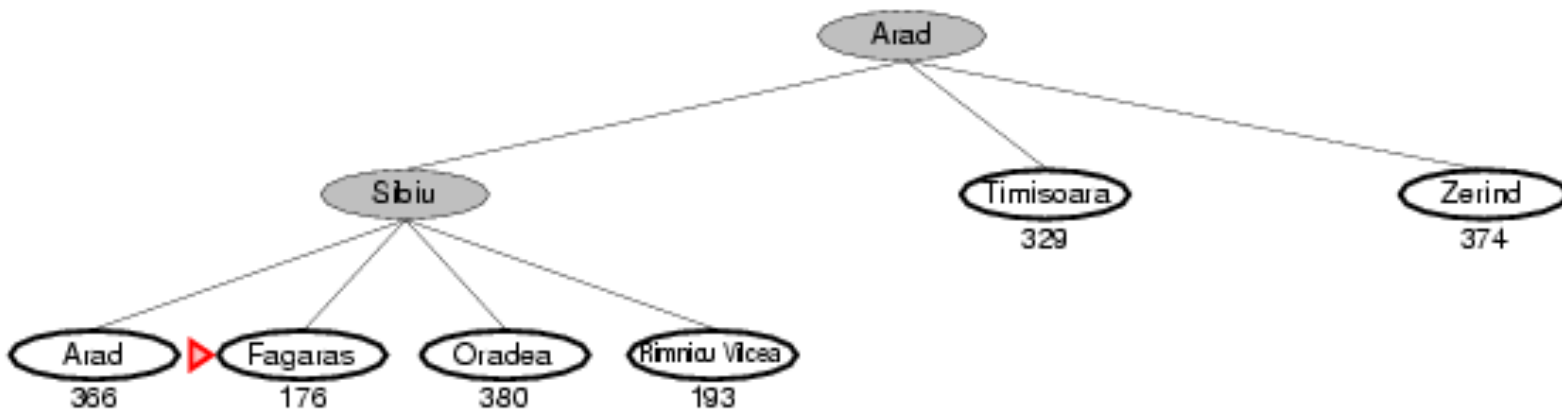 Arad
Sibiu
Timisoara
Zerind
329
374
Arad
Fagaras
Oradea
Rimnicu Vilcea
366
176
380
193